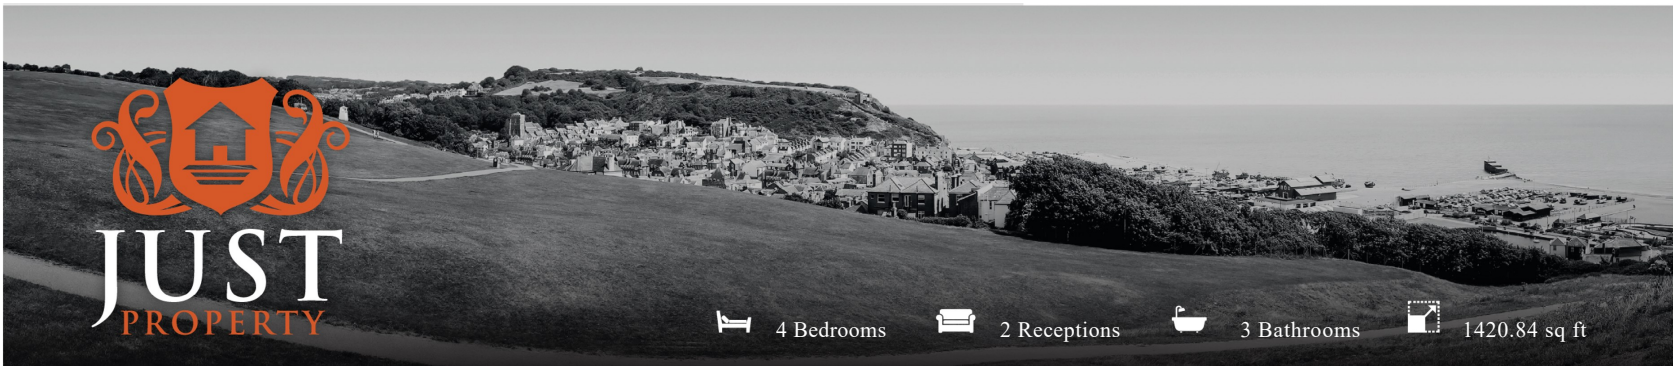 JUST
PROPERTY
4 Bedrooms
2 Receptions
3 Bathrooms
1420.84 sq ft